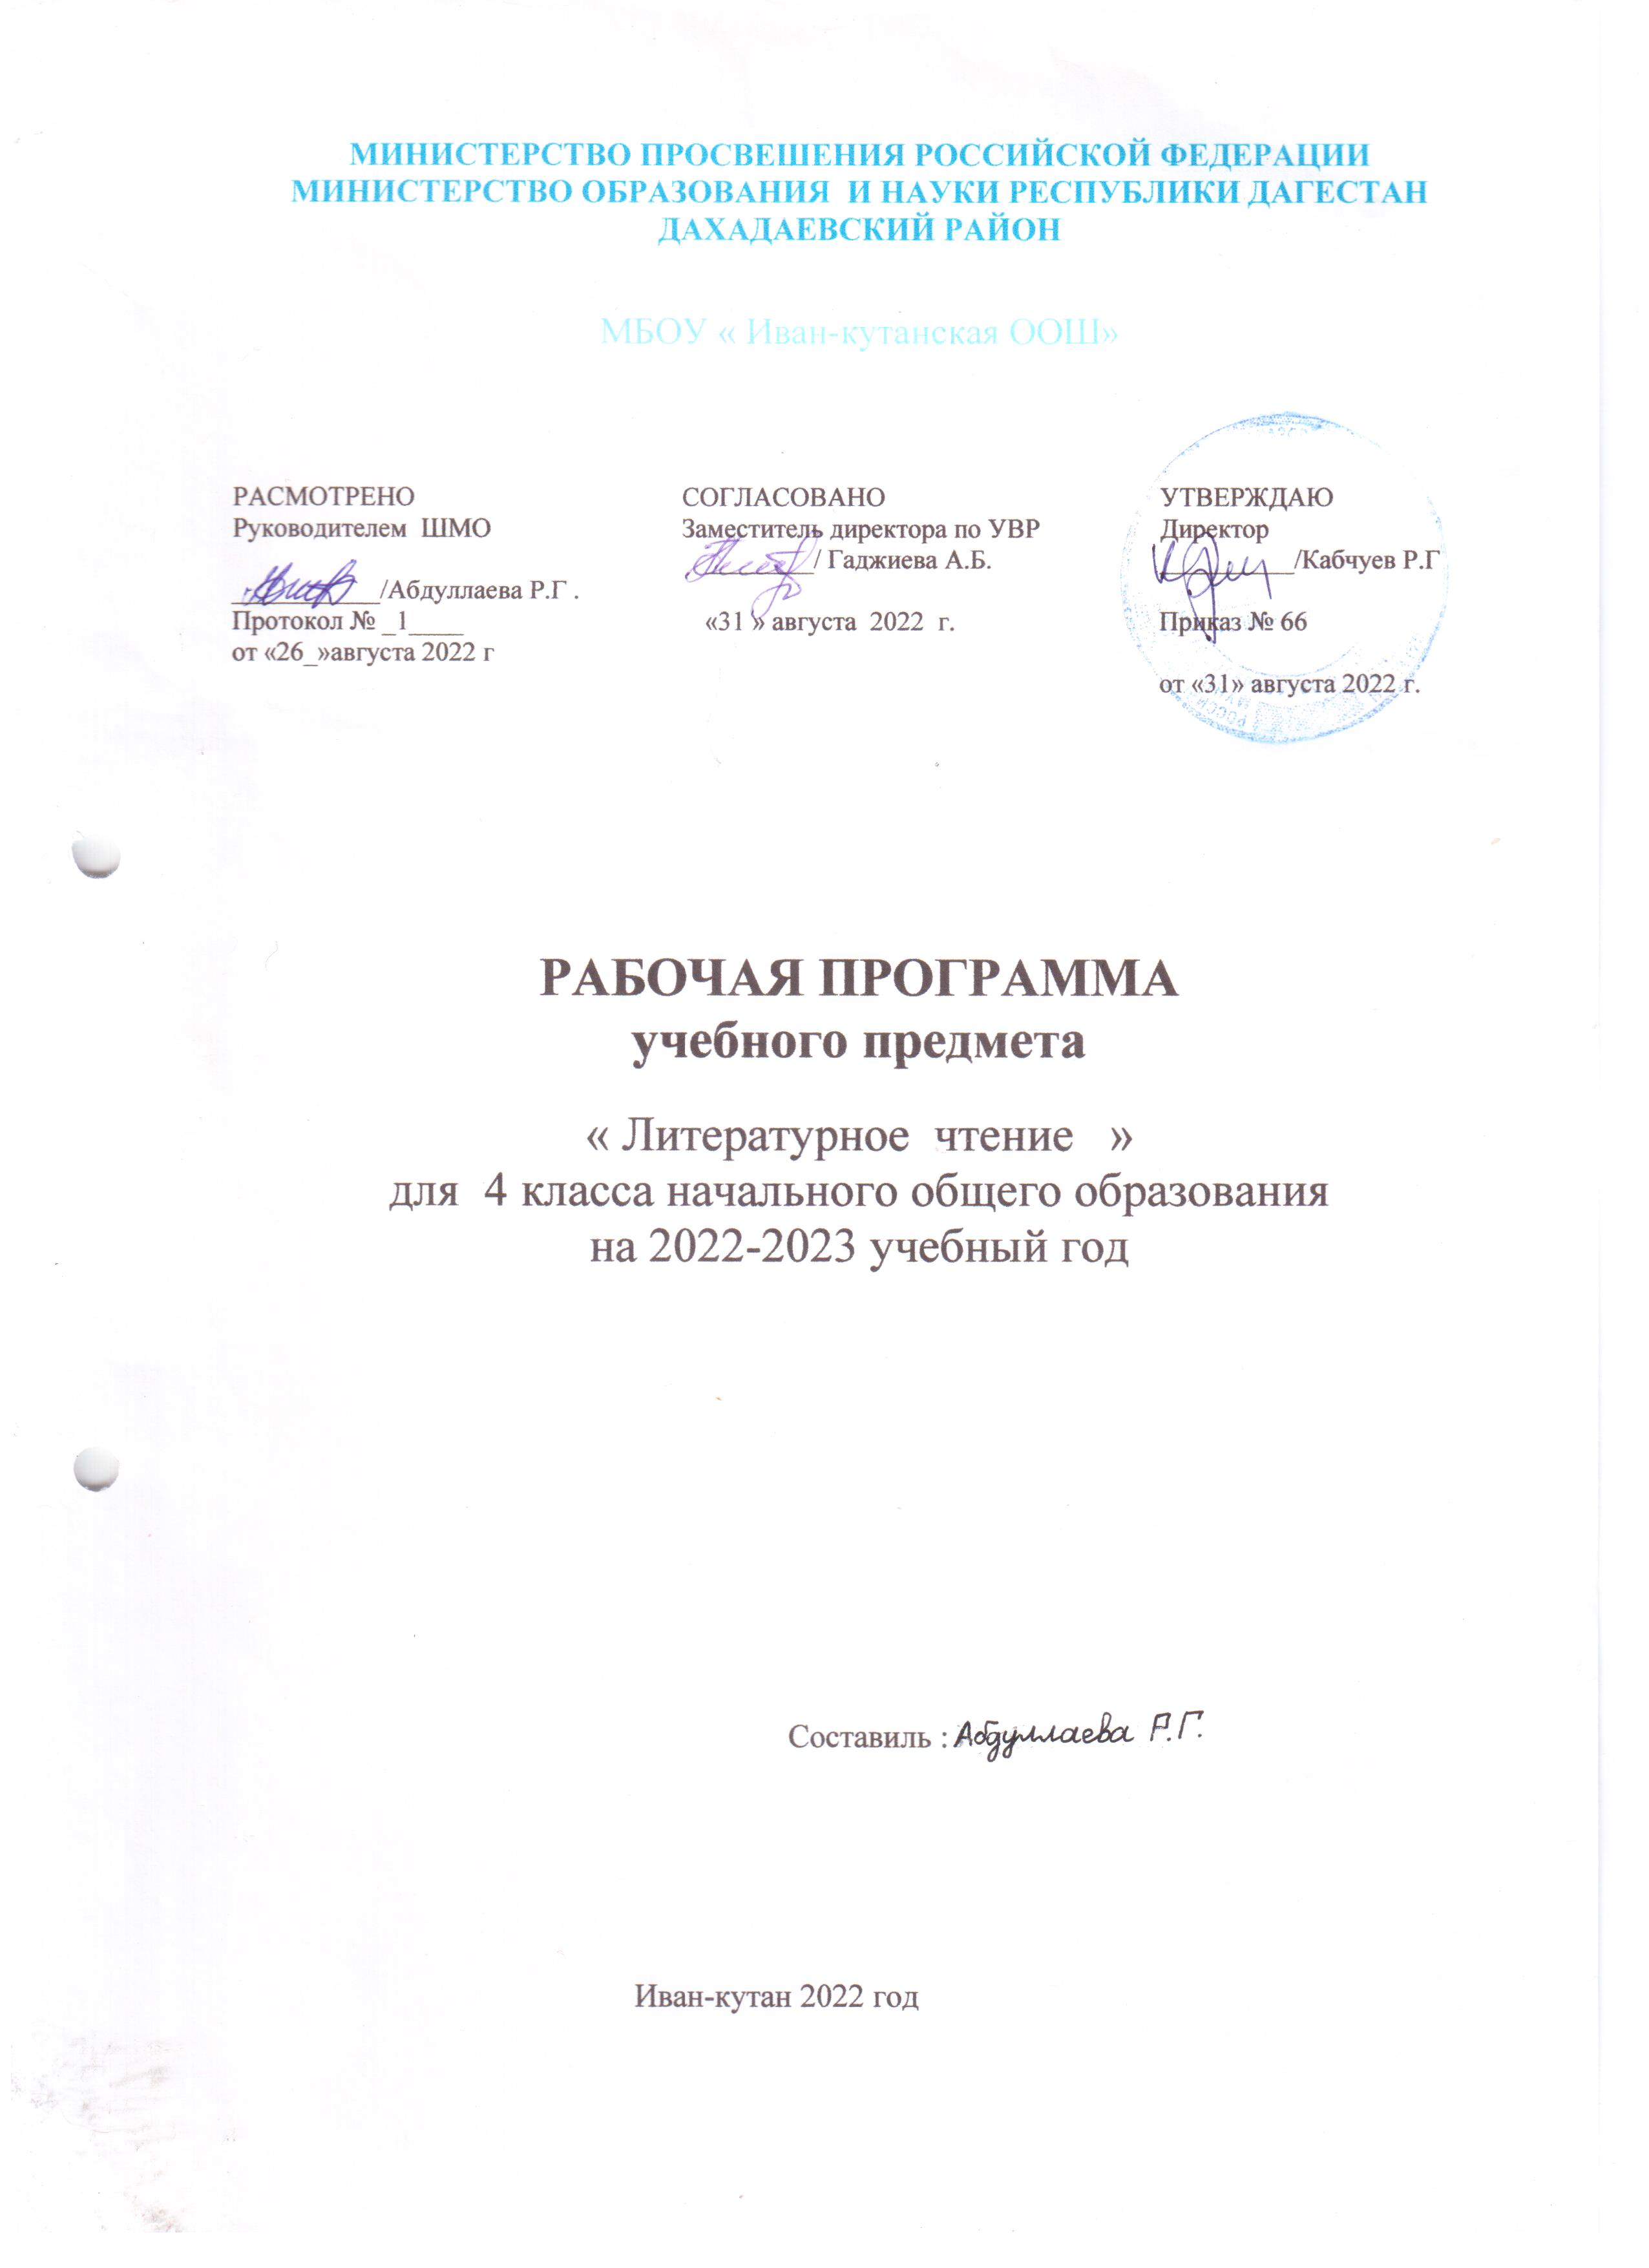 МИНИСТЕРСТВО ПРОСВЕШЕНИЯ РОССИЙСКОЙ ФЕДЕРАЦИИ
МИНИСТЕРСТВО ОБРАЗОВАНИЯ И НАУКИ РЕСПУБЛИКИ ДАГЕСТАН
ДАХАДАЕВСКИЙ РАЙОН
МБОУ « Иван-кутанская ООШ»
РАСМОТРЕНО
Руководителем ШМО
___________/Абдуллаева Р.Г .
Протокол № _1____
от «26_»августа 2022 г
СОГЛАСОВАНО
Заместитель директора по УВР
__________/ Гаджиева А.Б.
«31 » августа 2022 г.
УТВЕРЖДАЮ
Директор
__________/Кабчуев Р.Г
Приказ № 66
от «31» августа 2022 г.
РАБОЧАЯ ПРОГРАММА
учебного предмета
« Литературное чтение »
для 4 класса начального общего образования
на 2022-2023 учебный год
Составиль : Абдуллаева Р.Г.
Иван-кутан 2022 год